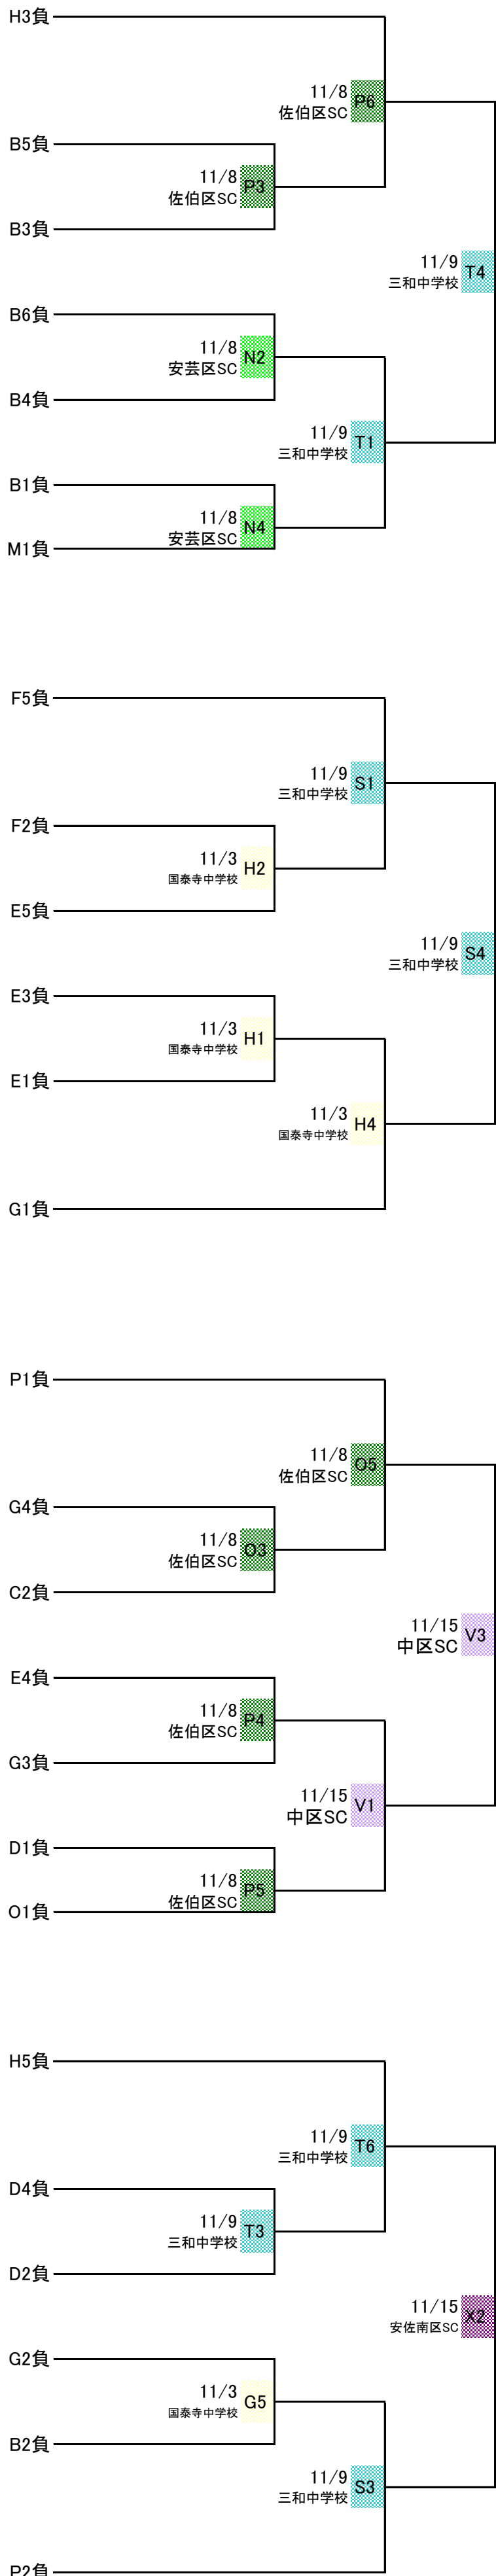 H3負
11/8
佐伯区SC
P6
B5負
11/8
佐伯区SC
P3
B3負
11/9
三和中学校
T4
B6負
11/8
安芸区SC
N2
B4負
11/9
三和中学校
T1
B1負
11/8
安芸区SC
N4
M1負
F5負
11/9
三和中学校
S1
F2負
11/3
国泰寺中学校
H2
E5負
11/9
三和中学校
S4
E3負
11/3
国泰寺中学校
H1
E1負
11/3
国泰寺中学校
H4
G1負
P1負
11/8
佐伯区SC
O5
G4負
11/8
佐伯区SC
O3
C2負
11/15
中区SC
V3
E4負
11/8
佐伯区SC
P4
G3負
11/15
中区SC
V1
D1負
11/8
佐伯区SC
P5
O1負
H5負
11/9
三和中学校
T6
D4負
11/9
三和中学校
T3
D2負
11/15
安佐南区SC
X2
G2負
11/3
国泰寺中学校
G5
B2負
11/9
三和中学校
S3
P2負